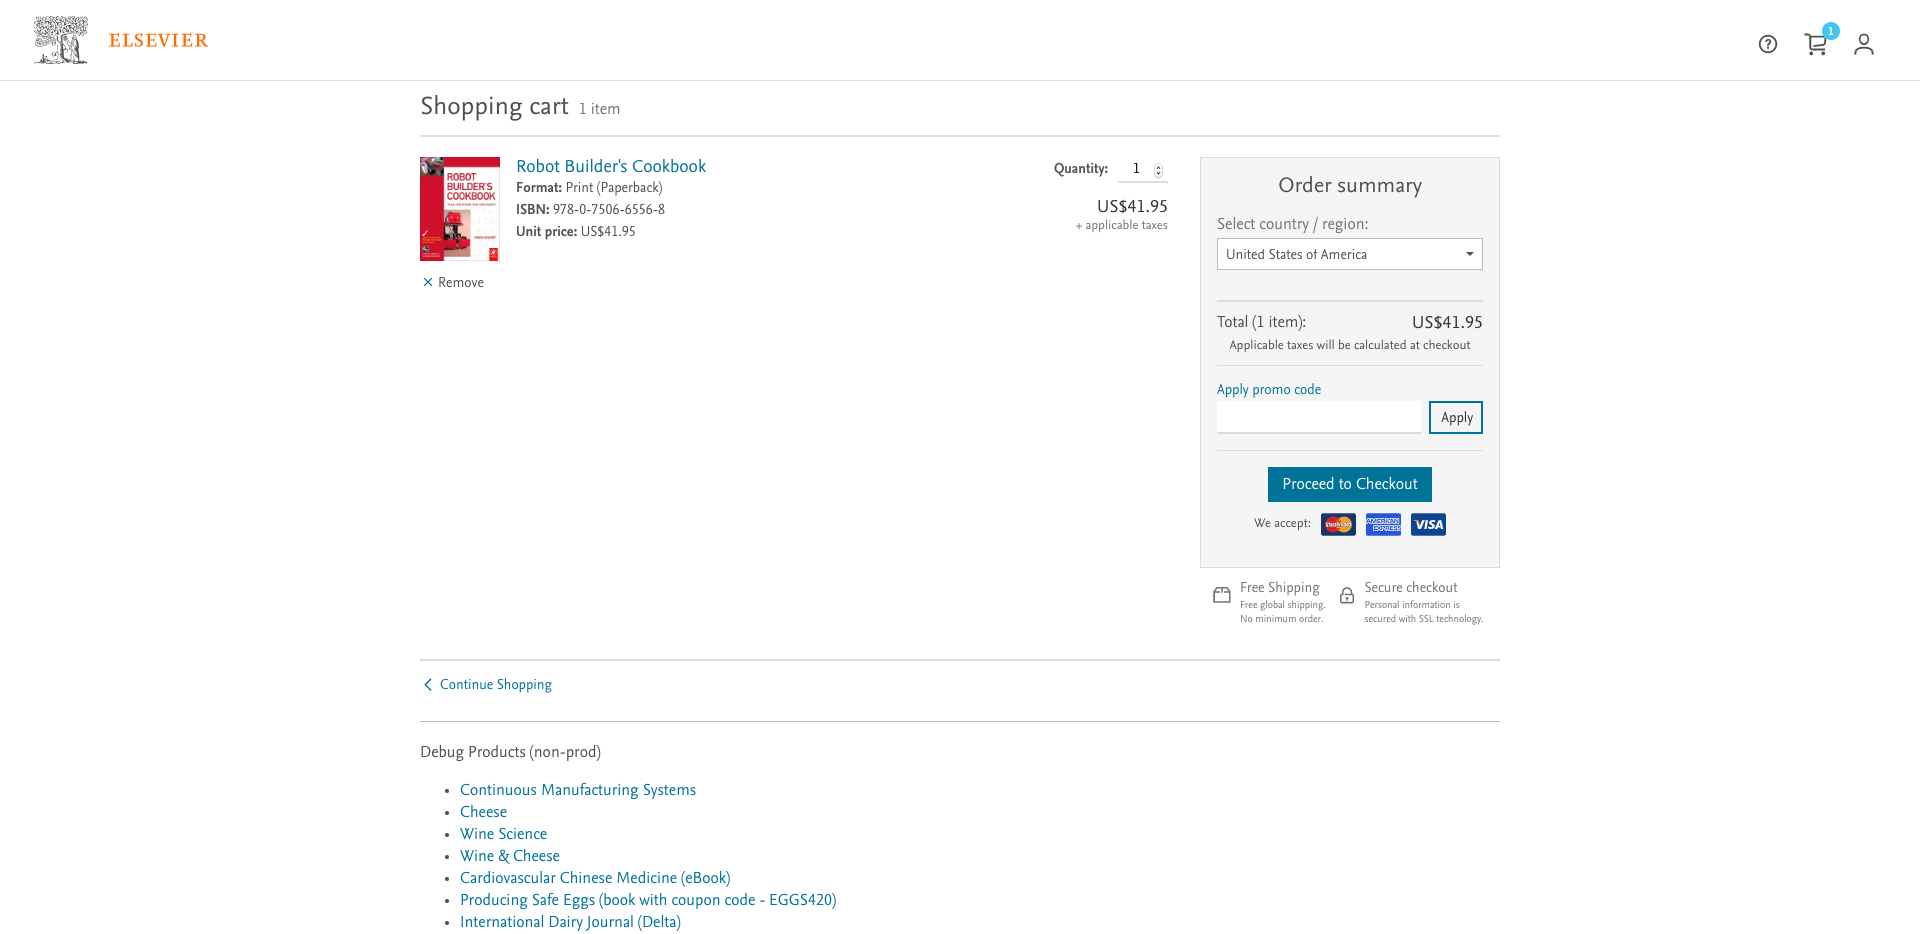 ELSEVIER
1
Shopping cart 1 item
ROBOT
BUILDER'S
COOKBOOK
Robot Builder's Cookbook
Format: Print (Paperback)
ISBN: 978-0-7506-6556-8
Unit price: US$41.95
Remove
Quantity: 1
US$41.95
+ applicable taxes
Order summary
Select country / region:
United States of America
Total (1 item): US$41.95
Applicable taxes will be calculated at checkout
Apply promo code
Apply
Proceed to Checkout
We accept: MasterCard AMERICAN EXPRESS VISA
Free Shipping
Free global shipping.
No minimum order.
Secure checkout
Personal information is
secured with SSL technology.
Continue Shopping
Debug Products (non-prod)
Continuous Manufacturing Systems
Cheese
Wine Science
Wine & Cheese
Cardiovascular Chinese Medicine (eBook)
Producing Safe Eggs (book with coupon code - EGGS420)
International Dairy Journal (Delta)